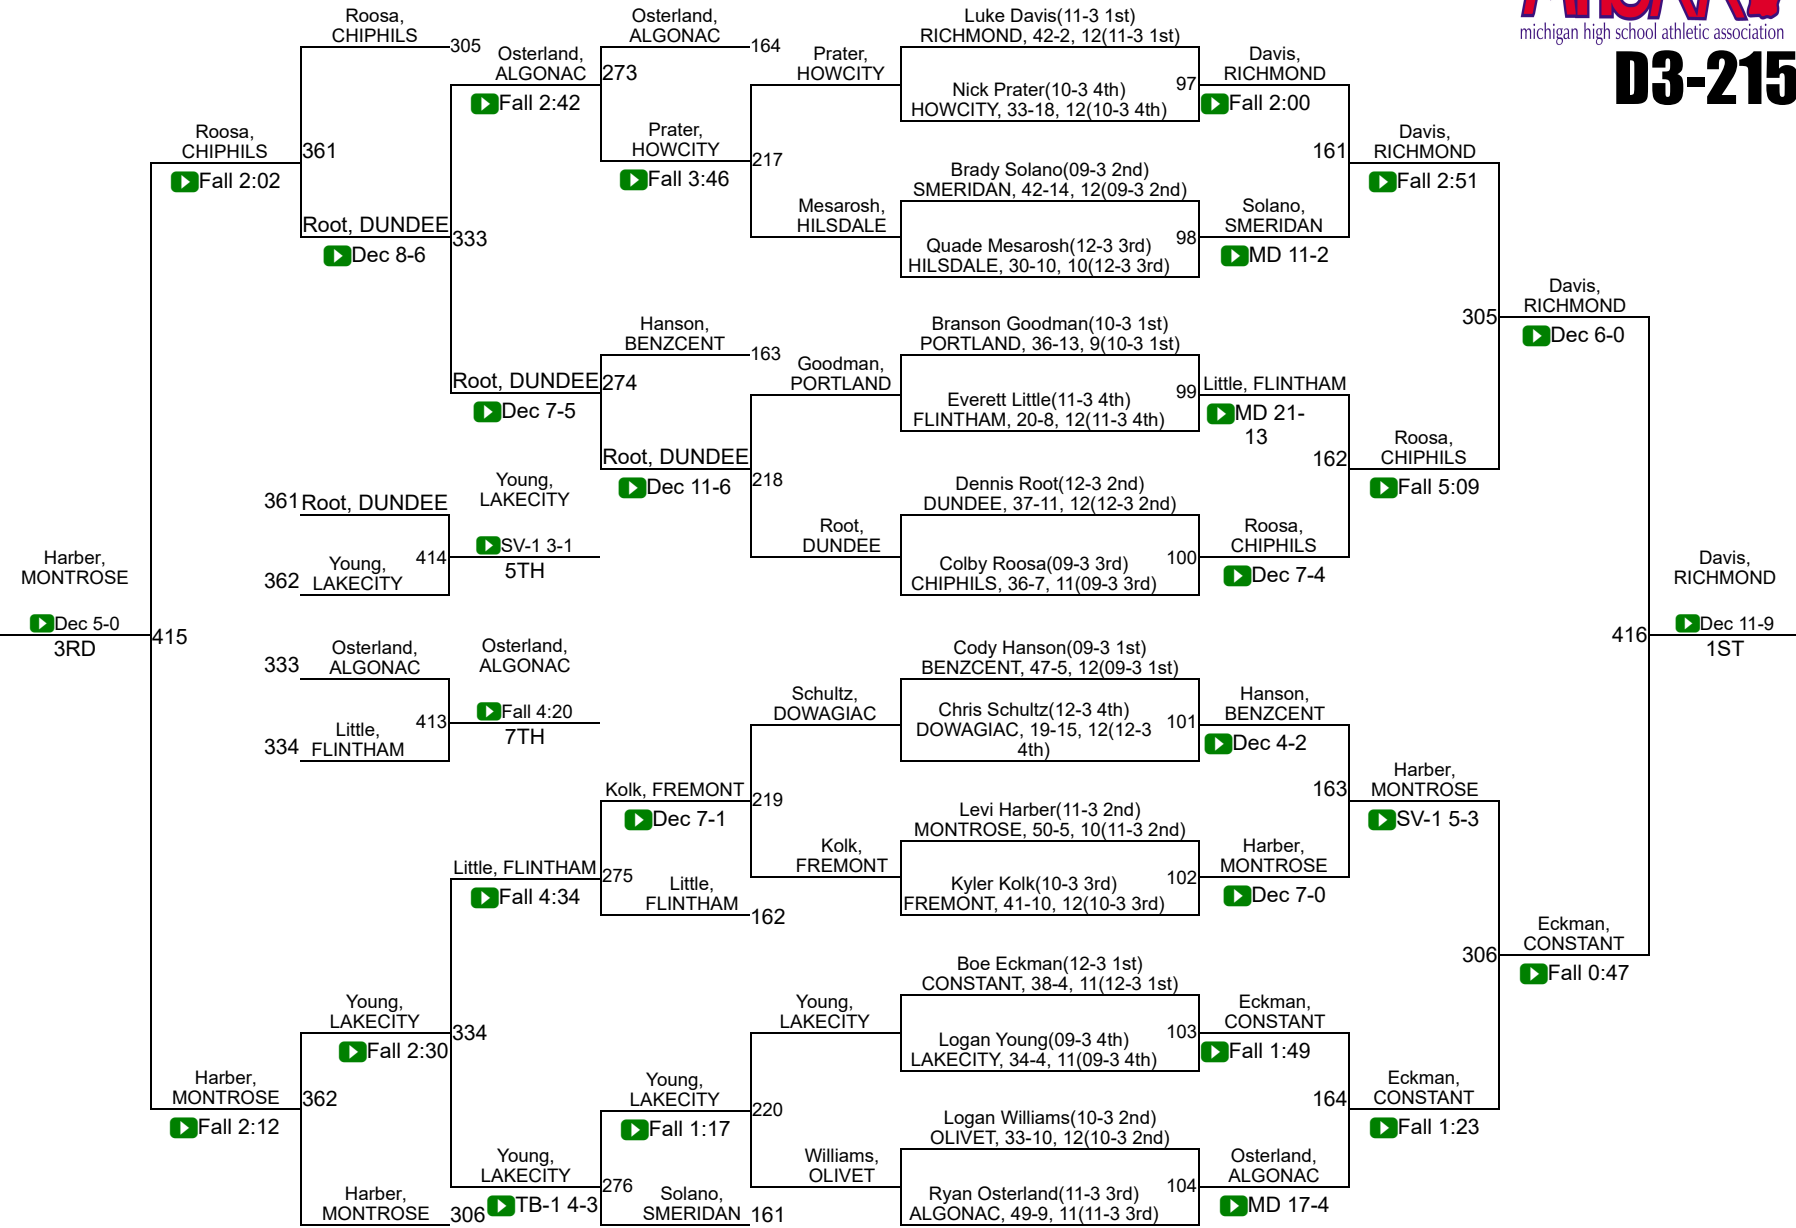 michigan high school athletic association
D3-215
Luke Davis(11-3 1st)
RICHMOND, 42-2, 12(11-3 1st)
Nick Prater(10-3 4th)
HOWCITY, 33-18, 12(10-3 4th)
97
Brady Solano(09-3 2nd)
SMERIDAN, 42-14, 12(09-3 2nd)
Quade Mesarosh(12-3 3rd)
HILSDALE, 30-10, 10(12-3 3rd)
98
Branson Goodman(10-3 1st)
PORTLAND, 36-13, 9(10-3 1st)
Everett Little(11-3 4th)
FLINTHAM, 20-8, 12(11-3 4th)
99
Dennis Root(12-3 2nd)
DUNDEE, 37-11, 12(12-3 2nd)
Colby Roosa(09-3 3rd)
CHIPHILS, 36-7, 11(09-3 3rd)
100
Cody Hanson(09-3 1st)
BENZCENT, 47-5, 12(09-3 1st)
Chris Schultz(12-3 4th)
DOWAGIAC, 19-15, 12(12-3
4th)
101
Levi Harber(11-3 2nd)
MONTROSE, 50-5, 10(11-3 2nd)
Kyler Kolk(10-3 3rd)
FREMONT, 41-10, 12(10-3 3rd)
102
Boe Eckman(12-3 1st)
CONSTANT, 38-4, 11(12-3 1st)
Logan Young(09-3 4th)
LAKECITY, 34-4, 11(09-3 4th)
103
Logan Williams(10-3 2nd)
OLIVET, 33-10, 12(10-3 2nd)
Ryan Osterland(11-3 3rd)
ALGONAC, 49-9, 11(11-3 3rd)
104
Davis,
RICHMOND
Fall 2:00
161
Solano,
SMERIDAN
MD 11-2
Little, FLINTHAM
MD 21-
13
162
Roosa,
CHIPHILS
Dec 7-4
Hanson,
BENZCENT
Dec 4-2
163
Harber,
MONTROSE
Dec 7-0
Eckman,
CONSTANT
Fall 1:49
164
Osterland,
ALGONAC
MD 17-4
Davis,
RICHMOND
Fall 2:51
305
Roosa,
CHIPHILS
Fall 5:09
Harber,
MONTROSE
SV-1 5-3
306
Eckman,
CONSTANT
Fall 1:23
Davis,
RICHMOND
Dec 6-0
416
Eckman,
CONSTANT
Fall 0:47
Davis,
RICHMOND
Dec 11-9
1ST
Prater,
HOWCITY
217
Mesarosh,
HILSDALE
Goodman,
PORTLAND
218
Root,
DUNDEE
Schultz,
DOWAGIAC
219
Kolk,
FREMONT
Young,
LAKECITY
220
Williams,
OLIVET
Osterland,
ALGONAC
164
273
Prater,
HOWCITY
Fall 3:46
Hanson,
BENZCENT
163
274
Root, DUNDEE
Dec 11-6
Kolk, FREMONT
Dec 7-1
275
Little,
FLINTHAM
162
Young,
LAKECITY
Fall 1:17
276
Solano,
SMERIDAN
161
Osterland,
ALGONAC
Fall 2:42
333
Root, DUNDEE
Dec 7-5
Little, FLINTHAM
Fall 4:34
334
Young,
LAKECITY
TB-1 4-3
Roosa,
CHIPHILS
305
361
Root, DUNDEE
Dec 8-6
Young,
LAKECITY
Fall 2:30
362
Harber,
MONTROSE
306
Roosa,
CHIPHILS
Fall 2:02
415
Harber,
MONTROSE
Fall 2:12
Harber,
MONTROSE
Dec 5-0
3RD
361
Root, DUNDEE
362
Young,
LAKECITY
414
Young,
LAKECITY
SV-1 3-1
5TH
333
Osterland,
ALGONAC
334
Little,
FLINTHAM
413
Osterland,
ALGONAC
Fall 4:20
7TH